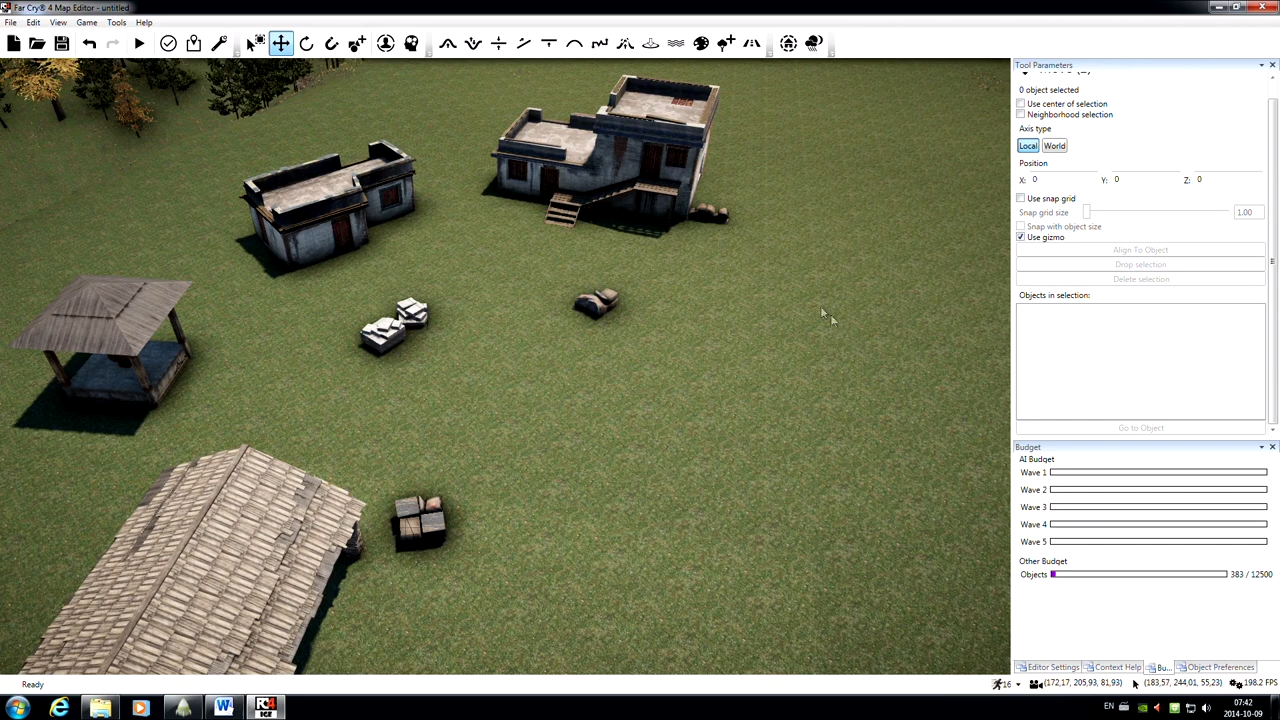 Far Cry® 4 Map Editor - untitled
File Edit View Game Tools Help
Tool Parameters
0 object selected
Use center of selection
Neighborhood selection
Axis type
Local World
Position
X: 0 Y: 0 Z: 0
Use snap grid
Snap grid size 1.00
Snap with object size
Use gizmo
Align To Object
Drop selection
Delete selection
Objects in selection:
Go to Object
Budget
AI Budget
Wave 1
Wave 2
Wave 3
Wave 4
Wave 5
Other Budget
Objects 383 / 12500
Editor Settings Context Help Bu... Object Preferences
Ready
16 (172,17, 205,93, 81,93) (183,57, 244,01, 55,23) 198.2 FPS
EN
07:42
2014-10-09